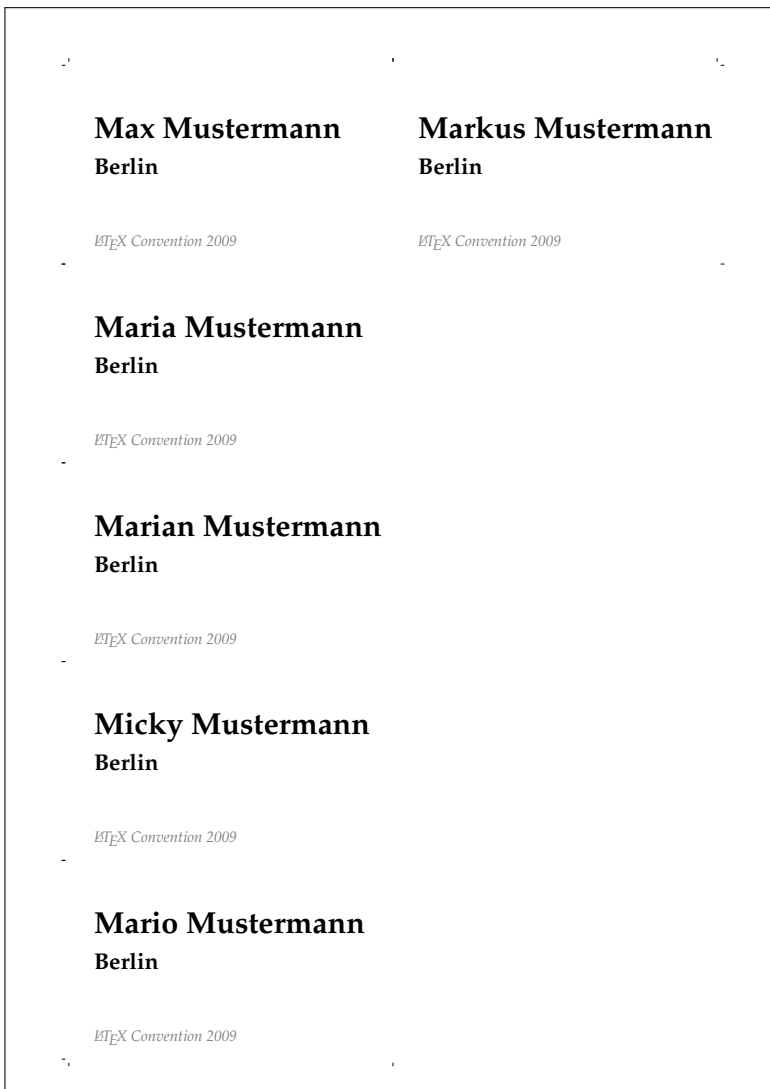 Max Mustermann
Berlin
LATEX Convention 2009
Markus Mustermann
Berlin
LATEX Convention 2009
Maria Mustermann
Berlin
LATEX Convention 2009
Marian Mustermann
Berlin
LATEX Convention 2009
Micky Mustermann
Berlin
LATEX Convention 2009
Mario Mustermann
Berlin
LATEX Convention 2009